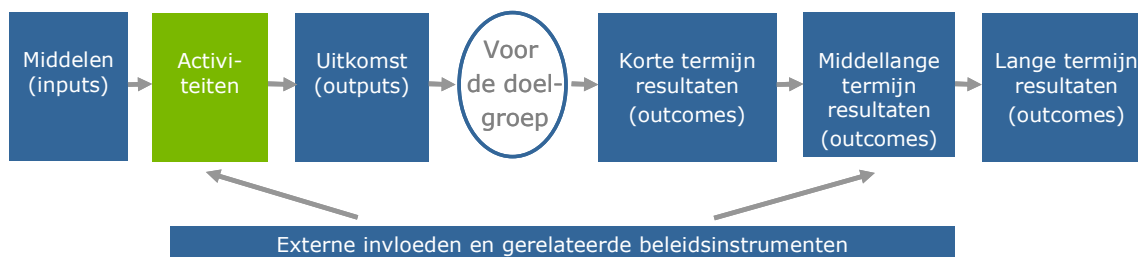 Middelen
(inputs)
Activi-
teiten
Uitkomst
(outputs)
Voor
de doel-
groep
Korte termijn
resultaten
(outcomes)
Middellange
termijn
resultaten
(outcomes)
Lange termijn
resultaten
(outcomes)
Externe invloeden en gerelateerde beleidsinstrumenten